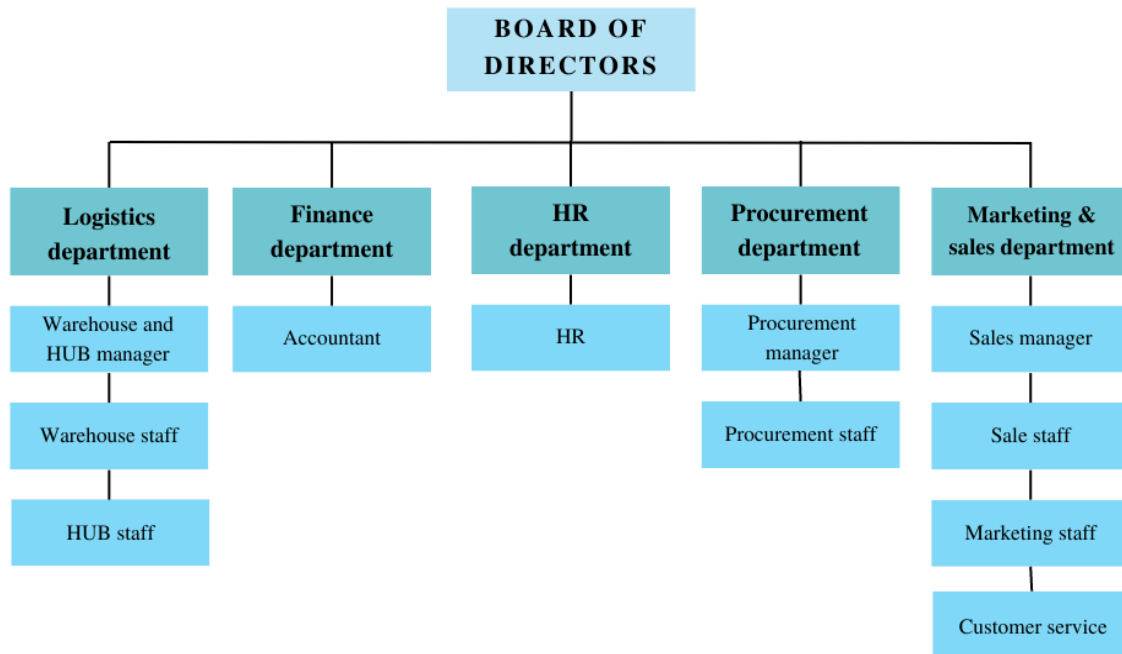 BOARD OF
DIRECTORS
Logistics
department
Finance
department
HR
department
Procurement
department
Marketing &
sales department
Warehouse and
HUB manager
Accountant
HR
Procurement
manager
Sales manager
Warehouse staff
Procurement staff
Sale staff
HUB staff
Marketing staff
Customer service